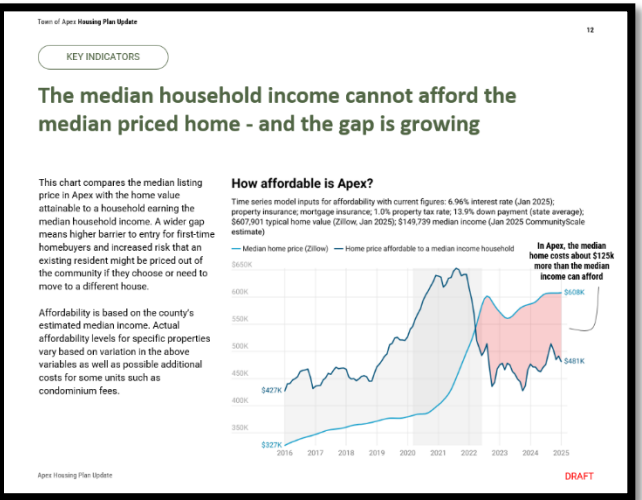 Town of Apex Housing Plan Update
12
KEY INDICATORS
The median household income cannot afford the
median priced home - and the gap is growing
This chart compares the median listing
price in Apex with the home value
attainable to a household earning the
median household income. A wider gap
means higher barrier to entry for first-time
homebuyers and increased risk that an
existing resident might be priced out of
the community if they choose or need to
move to a different house.
Affordability is based on the county's
estimated median income. Actual
affordability levels for specific properties
vary based on variation in the above
variables as well as possible additional
costs for some units such as
condominium fees.
How affordable is Apex?
Time series model inputs for affordability with current figures: 6.96% interest rate (Jan 2025);
property insurance; mortgage insurance; 1.0% property tax rate; 13.9% down payment (state average);
$607,901 typical home value (Zillow, Jan 2025); $149,739 median income (Jan 2025 CommunityScale
estimate)
Median home price (Zillow) Home price affordable to a median income household
In Apex, the median
home costs about $125k
more than the median
income can afford
$650K
600K
550K
500K
450K
400K
350K
$608K
$481K
$427K
$327K
2016 2017 2018 2019 2020 2021 2022 2023 2024 2025
Apex Housing Plan Update
DRAFT